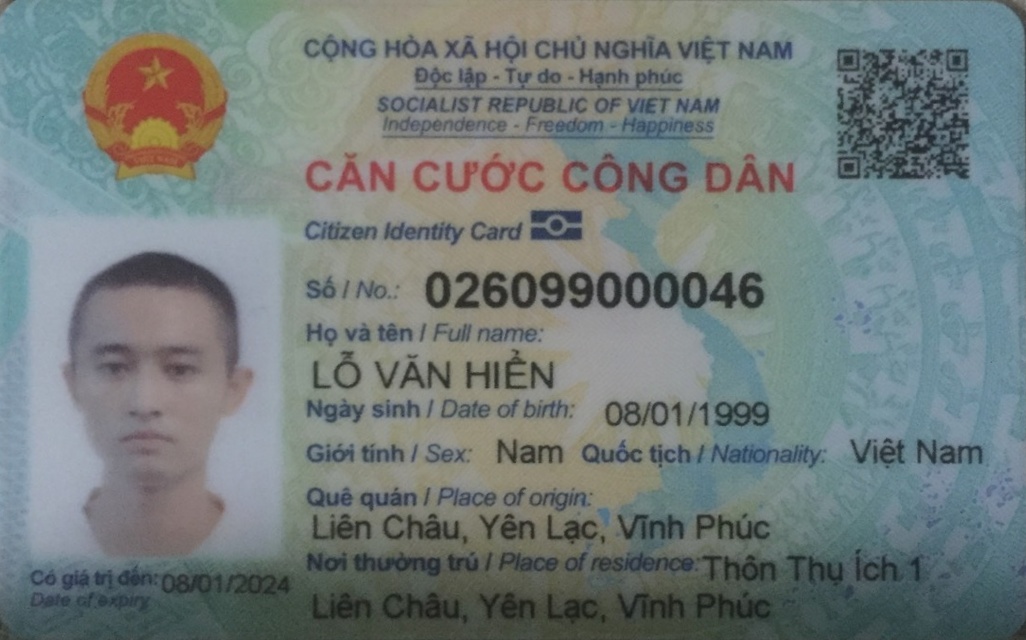 CỘNG HÒA XÃ HỘI CHỦ NGHĨA VIỆT NAM
Độc lập - Tự do - Hạnh phúc
SOCIALIST REPUBLIC OF VIET NAM
Independence - Freedom - Happiness
CĂN CƯỚC CÔNG DÂN
Citizen Identity Card
Số / No.: 026099000046
Họ và tên / Full name:
LỖ VĂN HIỂN
Ngày sinh / Date of birth: 08/01/1999
Giới tính / Sex: Nam Quốc tịch / Nationality: Việt Nam
Quê quán / Place of origin:
Liên Châu, Yên Lạc, Vĩnh Phúc
Nơi thường trú / Place of residence: Thôn Thụ Ích 1
Liên Châu, Yên Lạc, Vĩnh Phúc
Có giá trị đến: 08/01/2024
Date of expiry